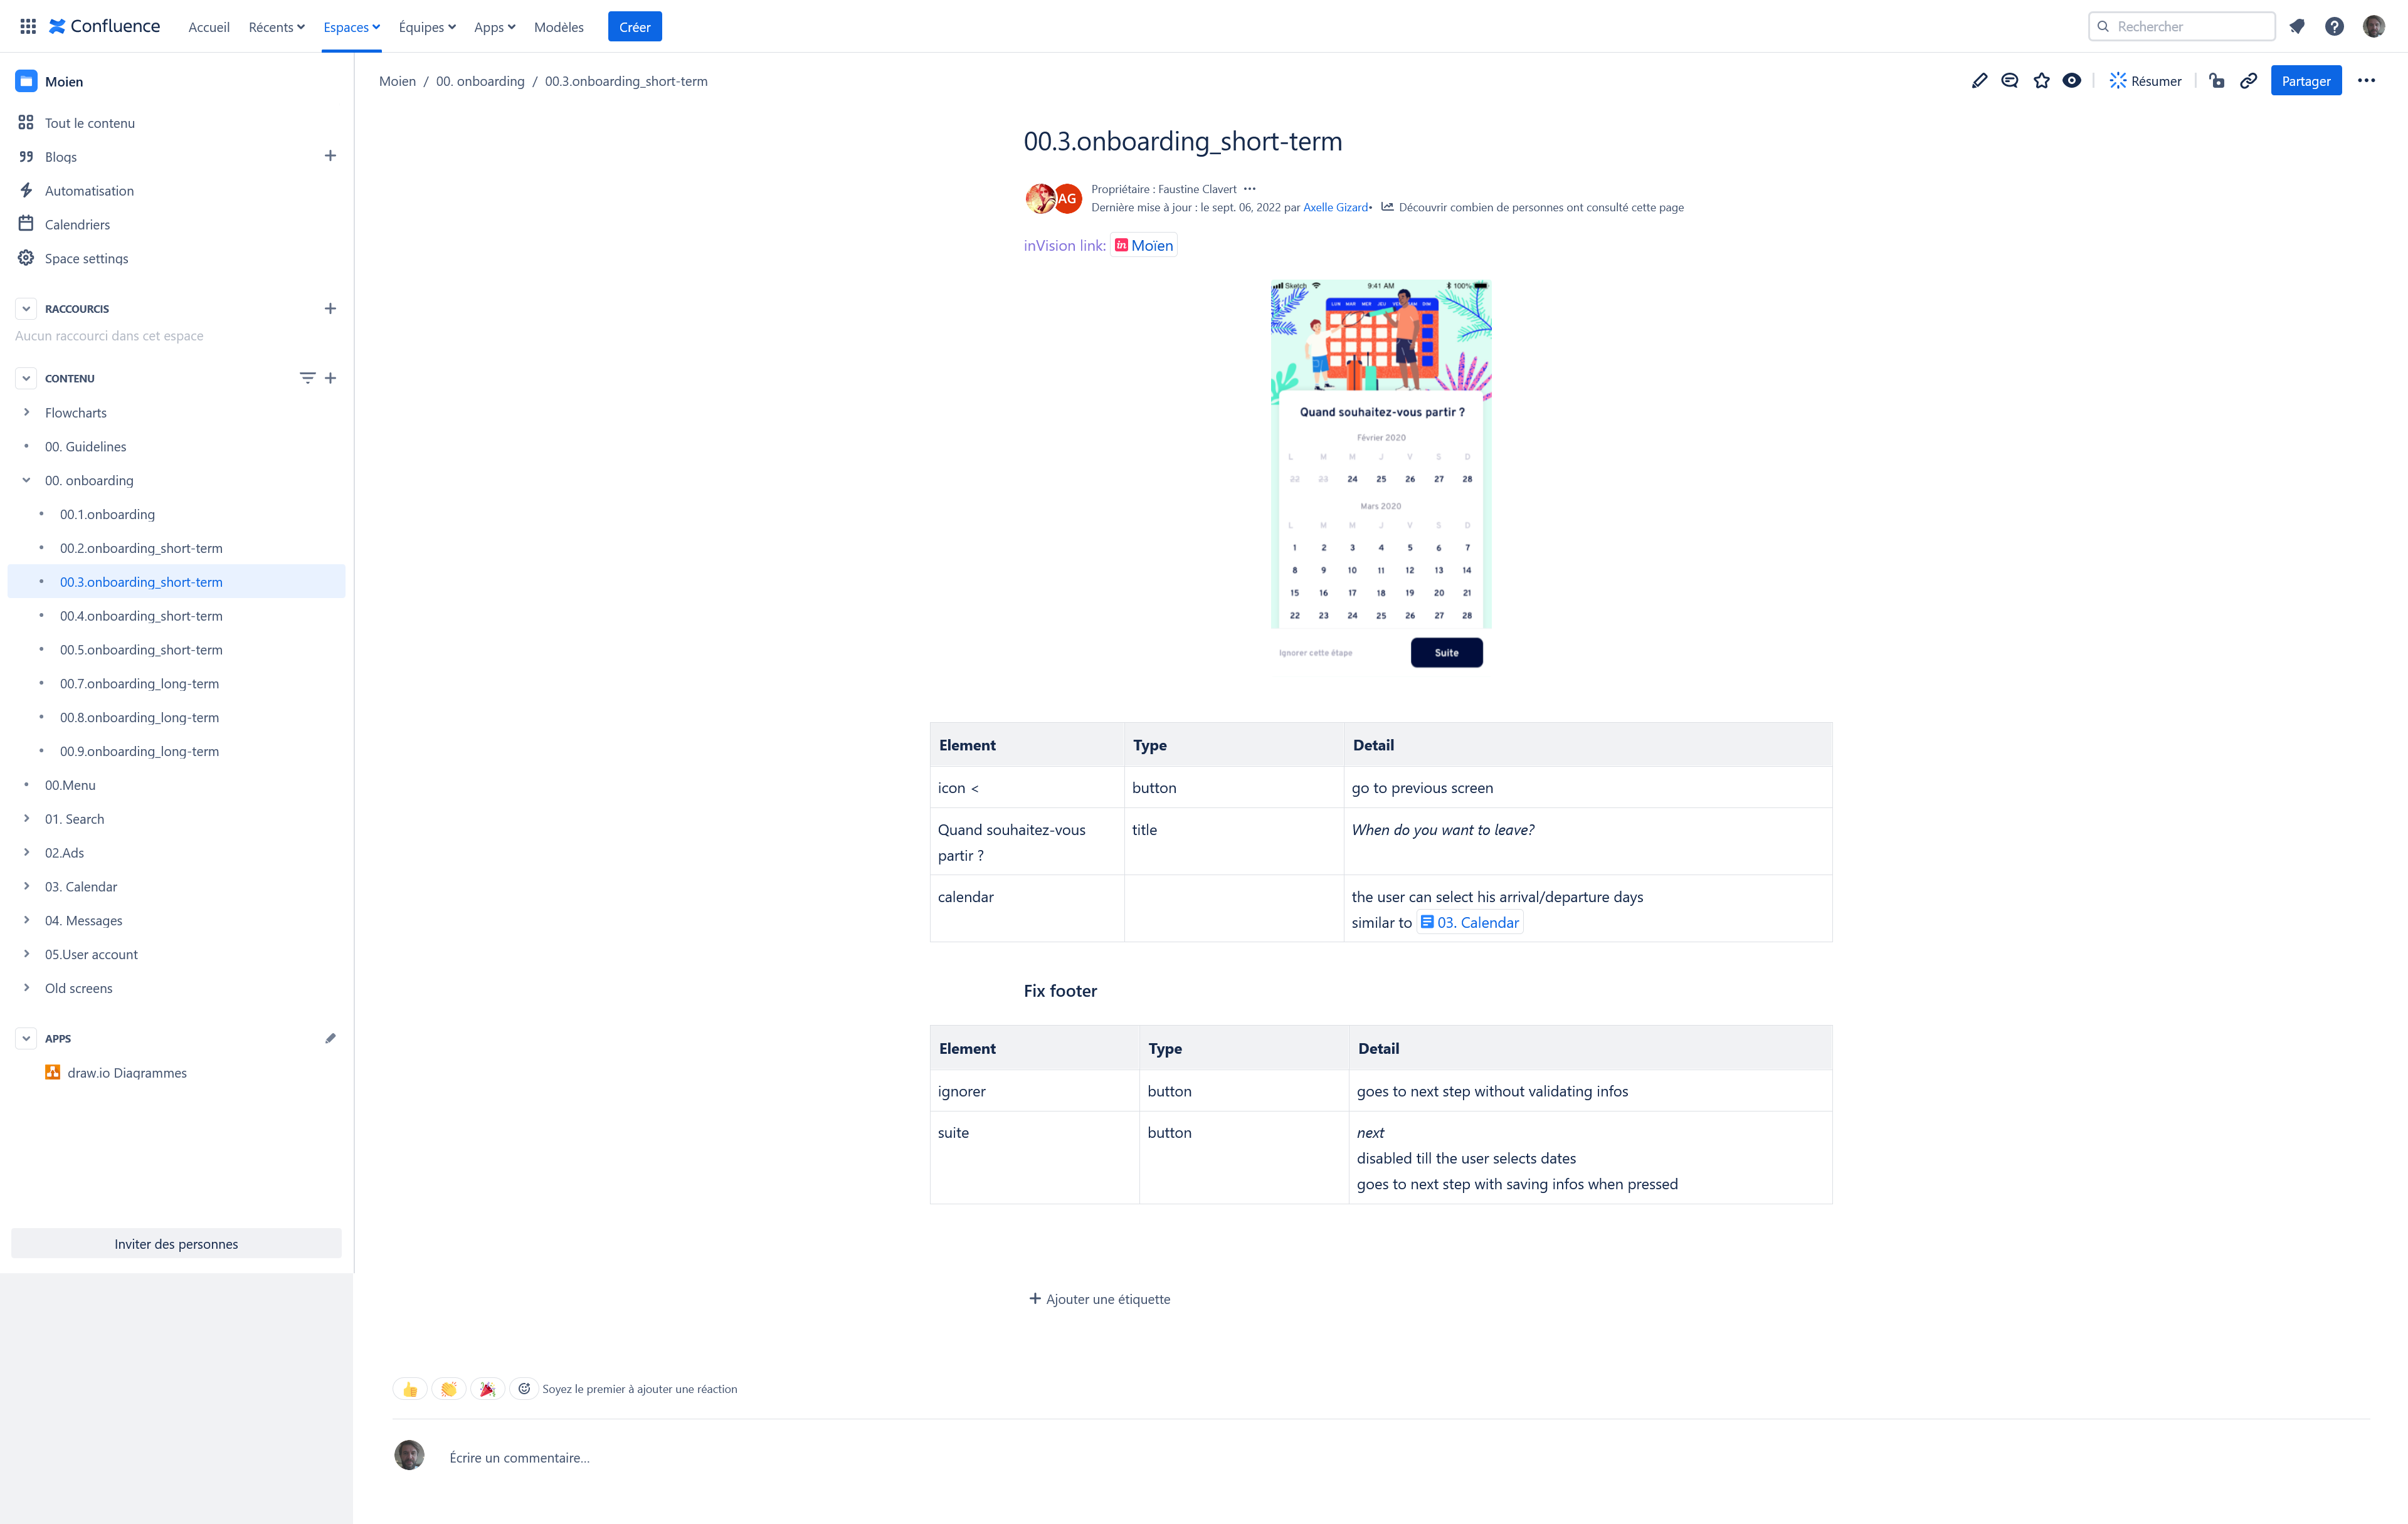 Confluence Accueil Récents Espaces Équipes Apps Modèles Créer Rechercher
Moien
Tout le contenu
Blogs
Automatisation
Calendriers
Space settings
RACCOURCIS
Aucun raccourci dans cet espace
CONTENU
Flowcharts
00. Guidelines
00. onboarding
00.1.onboarding
00.2.onboarding_short-term
00.3.onboarding_short-term
00.4.onboarding_short-term
00.5.onboarding_short-term
00.7.onboarding_long-term
00.8.onboarding_long-term
00.9.onboarding_long-term
00.Menu
01. Search
02.Ads
03. Calendar
04. Messages
05.User account
Old screens
APPS
draw.io Diagrammes
Inviter des personnes
Moien / 00. onboarding / 00.3.onboarding_short-term
Résumer Partager
00.3.onboarding_short-term
AG
Propriétaire : Faustine Clavert
Dernière mise à jour : le sept. 06, 2022 par Axelle Gizard• Découvrir combien de personnes ont consulté cette page
inVision link: in Moïen
Sketch 9:41 AM 100%
LUN MAR MER JEU VEN DIM
Quand souhaitez-vous partir ?
Février 2020
L M M J V S D
22 23 24 25 26 27 28
Mars 2020
L M M J V S D
1 2 3 4 5 6 7
8 9 10 11 12 13 14
15 16 17 18 19 20 21
22 23 24 25 26 27 28
Ignorer cette étape Suite
Element Type Detail
icon < button go to previous screen
Quand souhaitez-vous title When do you want to leave?
partir ?
calendar the user can select his arrival/departure days
similar to 03. Calendar
Fix footer
Element Type Detail
ignorer button goes to next step without validating infos
suite button next
disabled till the user selects dates
goes to next step with saving infos when pressed
Ajouter une étiquette
Soyez le premier à ajouter une réaction
Écrire un commentaire...